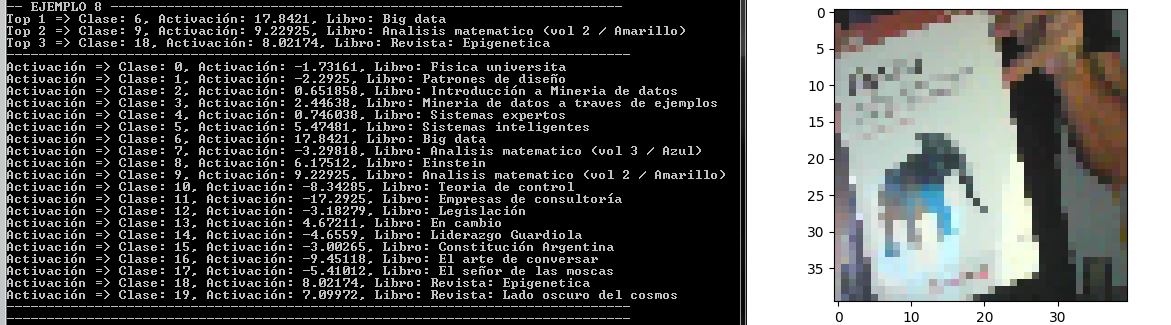 -- EJEMPLO 8 --
Top 1 => Clase: 6, Activación: 17.8421, Libro: Big data
Top 2 => Clase: 9, Activación: 9.22925, Libro: Analisis matematico (vol 2 / Amarillo)
Top 3 => Clase: 18, Activación: 8.02174, Libro: Revista: Epigenetica
Activación => Clase: 0, Activación: -1.73161, Libro: Fisica universita
Activación => Clase: 1, Activación: -2.2925, Libro: Patrones de diseño
Activación => Clase: 2, Activación: 0.651858, Libro: Introducción a Mineria de datos
Activación => Clase: 3, Activación: 2.44638, Libro: Mineria de datos a traves de ejemplos
Activación => Clase: 4, Activación: 0.746038, Libro: Sistemas expertos
Activación => Clase: 5, Activación: 5.47481, Libro: Sistemas inteligentes
Activación => Clase: 6, Activación: 17.8421, Libro: Big data
Activación => Clase: 7, Activación: -3.29818, Libro: Analisis matematico (vol 3 / Azul)
Activación => Clase: 8, Activación: 6.17512, Libro: Einstein
Activación => Clase: 9, Activación: 9.22925, Libro: Analisis matematico (vol 2 / Amarillo)
Activación => Clase: 10, Activación: -8.34285, Libro: Teoria de control
Activación => Clase: 11, Activación: -17.2925, Libro: Empresas de consultoría
Activación => Clase: 12, Activación: -3.18279, Libro: Legislación
Activación => Clase: 13, Activación: 4.67211, Libro: En cambio
Activación => Clase: 14, Activación: -4.6559, Libro: Liderazgo Guardiola
Activación => Clase: 15, Activación: -3.00265, Libro: Constitución Argentina
Activación => Clase: 16, Activación: -9.45118, Libro: El arte de conversar
Activación => Clase: 17, Activación: -5.41012, Libro: El señor de las moscas
Activación => Clase: 18, Activación: 8.02174, Libro: Revista: Epigenetica
Activación => Clase: 19, Activación: 7.09972, Libro: Revista: Lado oscuro del cosmos
0
5
10
15
20
25
30
35
0 10 20 30